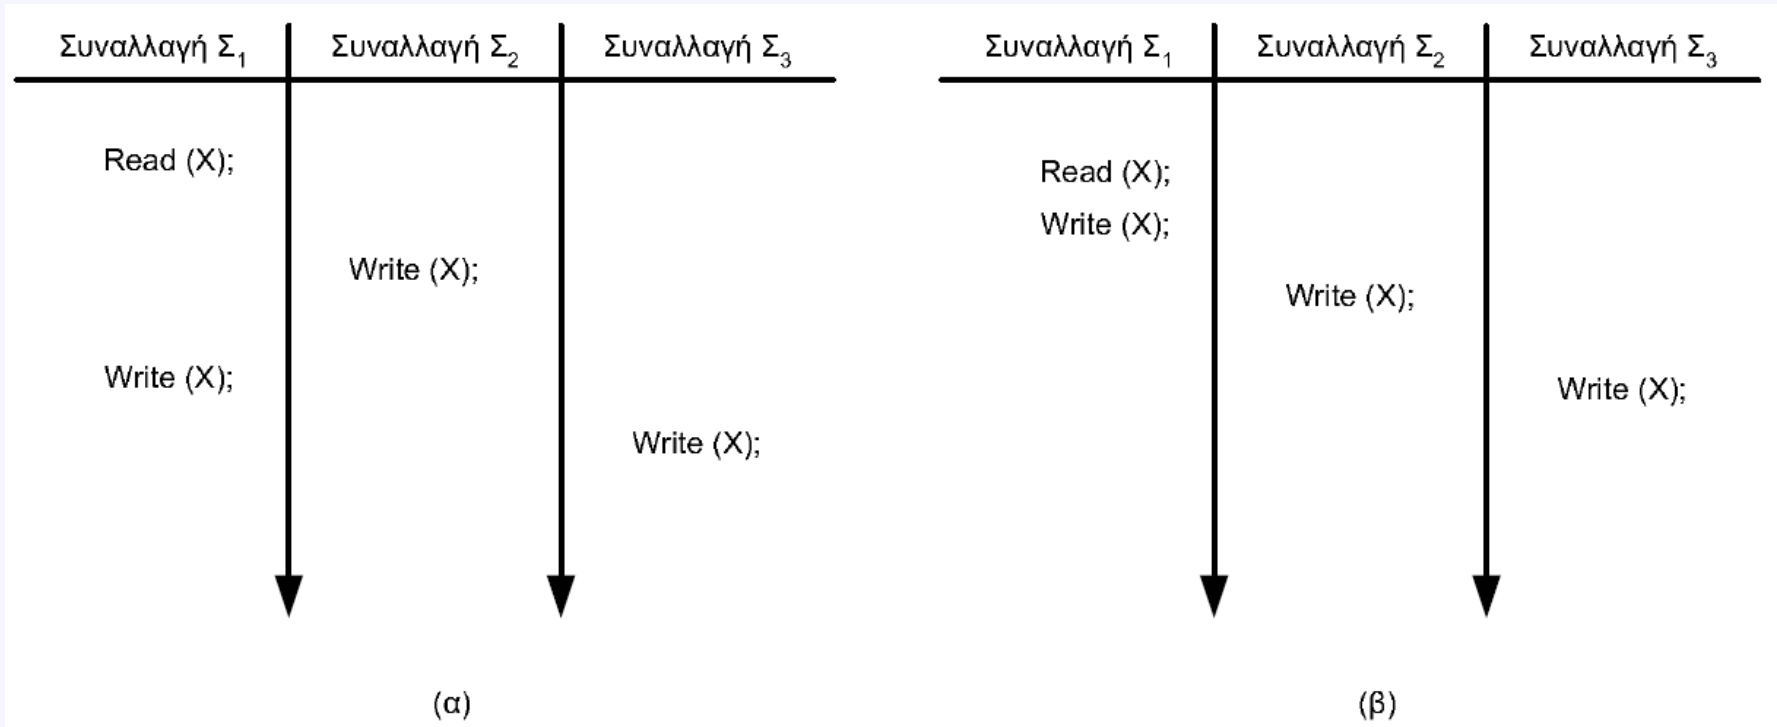 Συναλλαγή Σ1 Συναλλαγή Σ2 Συναλλαγή Σ3
Read (X);
Write (X);
Write (X);
Write (X);
(α)
Συναλλαγή Σ1 Συναλλαγή Σ2 Συναλλαγή Σ3
Read (X);
Write (X);
Write (X);
Write (X);
(β)